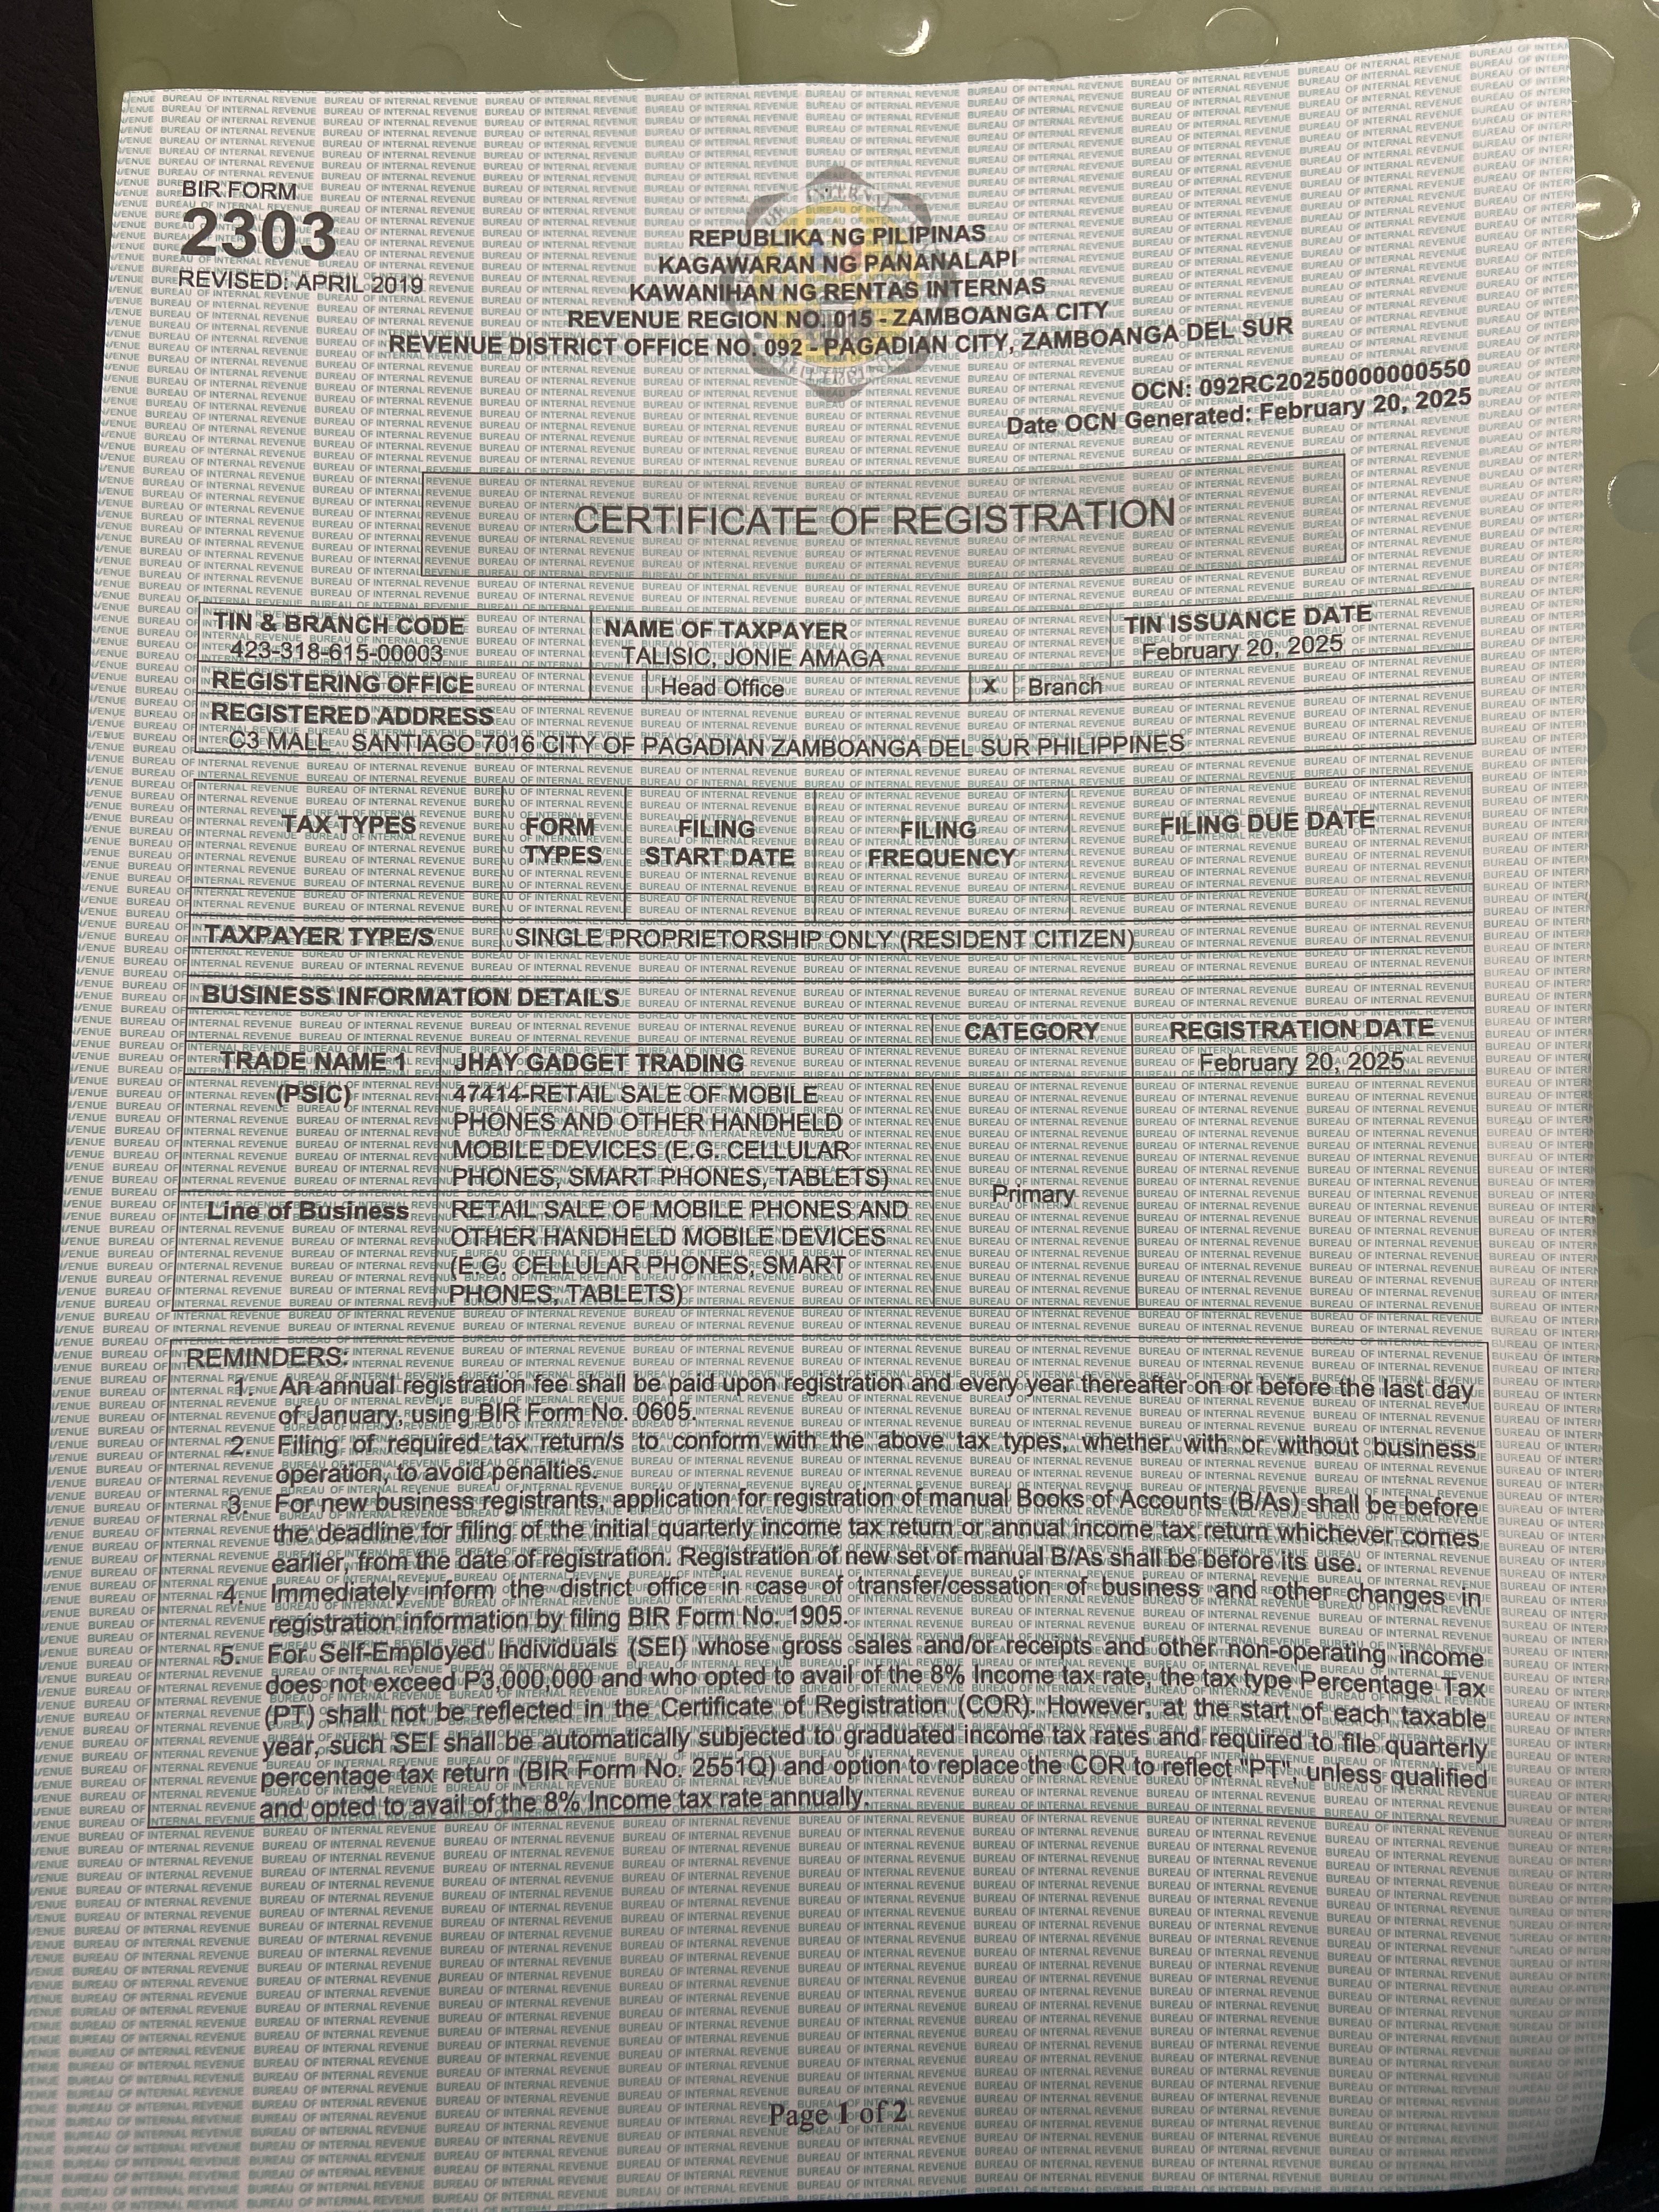 BIR FORM
2303
REVISED: APRIL 2019
REPUBLIKA NG PILIPINAS
KAGAWARAN NG PANANALAPI
KAWANIHAN NG RENTAS INTERNAS
REVENUE REGION NO. 015 - ZAMBOANGA CITY
REVENUE DISTRICT OFFICE NO. 092 - PAGADIAN CITY, ZAMBOANGA DEL SUR
OCN: 092RC20250000000550
Date OCN Generated: February 20, 2025
CERTIFICATE OF REGISTRATION
TIN & BRANCH CODE
423-318-615-00003
NAME OF TAXPAYER
TALISIC, JONIE AMAGA
TIN ISSUANCE DATE
February 20, 2025
REGISTERING OFFICE Head Office X Branch
REGISTERED ADDRESS
C3 MALL SANTIAGO 7016 CITY OF PAGADIAN ZAMBOANGA DEL SUR PHILIPPINES
TAX TYPES
FORM
TYPES
FILING
START DATE
FILING
FREQUENCY
FILING DUE DATE
TAXPAYER TYPE/S SINGLE PROPRIETORSHIP ONLY (RESIDENT CITIZEN)
BUSINESS INFORMATION DETAILS
CATEGORY REGISTRATION DATE
TRADE NAME 1 JHAY GADGET TRADING February 20, 2025
(PSIC) 47414-RETAIL SALE OF MOBILE
PHONES AND OTHER HANDHELD
MOBILE DEVICES (E.G. CELLULAR
PHONES, SMART PHONES, TABLETS)
Primary
Line of Business RETAIL SALE OF MOBILE PHONES AND
OTHER HANDHELD MOBILE DEVICES
(E.G. CELLULAR PHONES, SMART
PHONES, TABLETS)
REMINDERS:
1. An annual registration fee shall be paid upon registration and every year thereafter on or before the last day
of January, using BIR Form No. 0605.
2. Filing of required tax return/s to conform with the above tax types, whether with or without business
operation, to avoid penalties.
3. For new business registrants, application for registration of manual Books of Accounts (B/As) shall be before
the deadline for filing of the initial quarterly income tax return or annual income tax return whichever comes
earlier, from the date of registration. Registration of new set of manual B/As shall be before its use.
4. Immediately inform the district office in case of transfer/cessation of business and other changes in
registration information by filing BIR Form No. 1905.
5. For Self-Employed Individuals (SEI) whose gross sales and/or receipts and other non-operating income
does not exceed P3,000,000 and who opted to avail of the 8% Income tax rate, the tax type Percentage Tax
(PT) shall not be reflected in the Certificate of Registration (COR). However, at the start of each taxable
year, such SEI shall be automatically subjected to graduated income tax rates and required to file quarterly
percentage tax return (BIR Form No. 2551Q) and option to replace the COR to reflect "PT", unless qualified
and opted to avail of the 8% Income tax rate annually.
Page 1 of 2